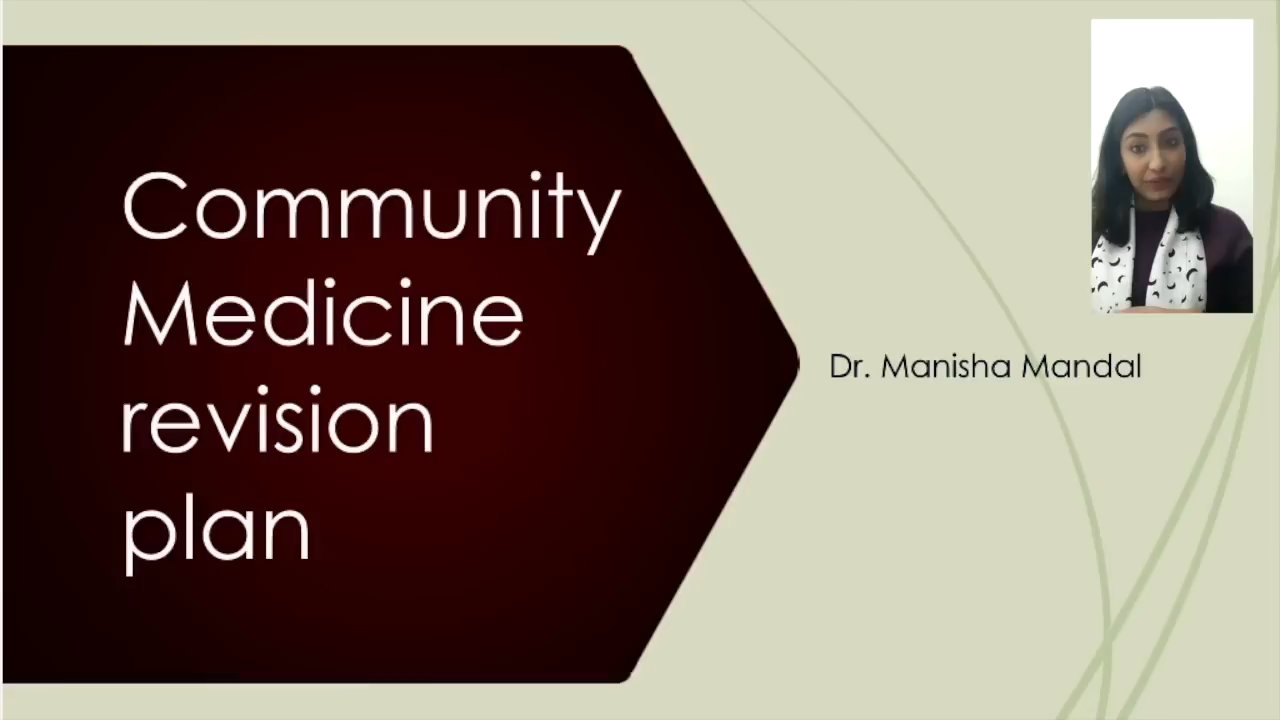 Community
Medicine
revision
plan
Dr. Manisha Mandal